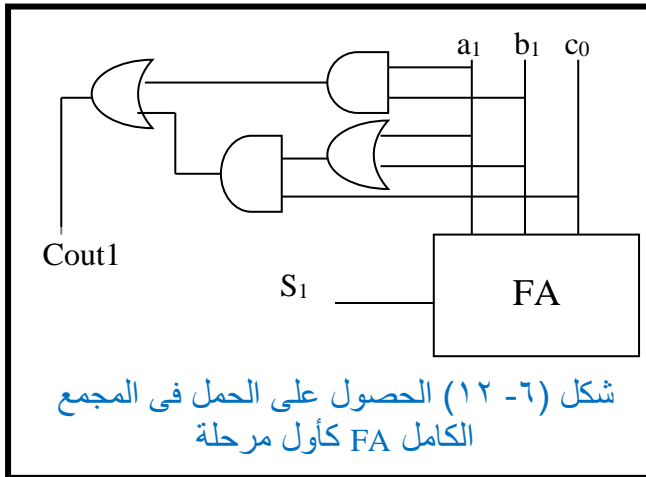 a₁ b₁ c₀
Cout1
S₁
FA
شكل (٦- ١٢) الحصول على الحمل فى المجمع
الكامل FA كأول مرحلة